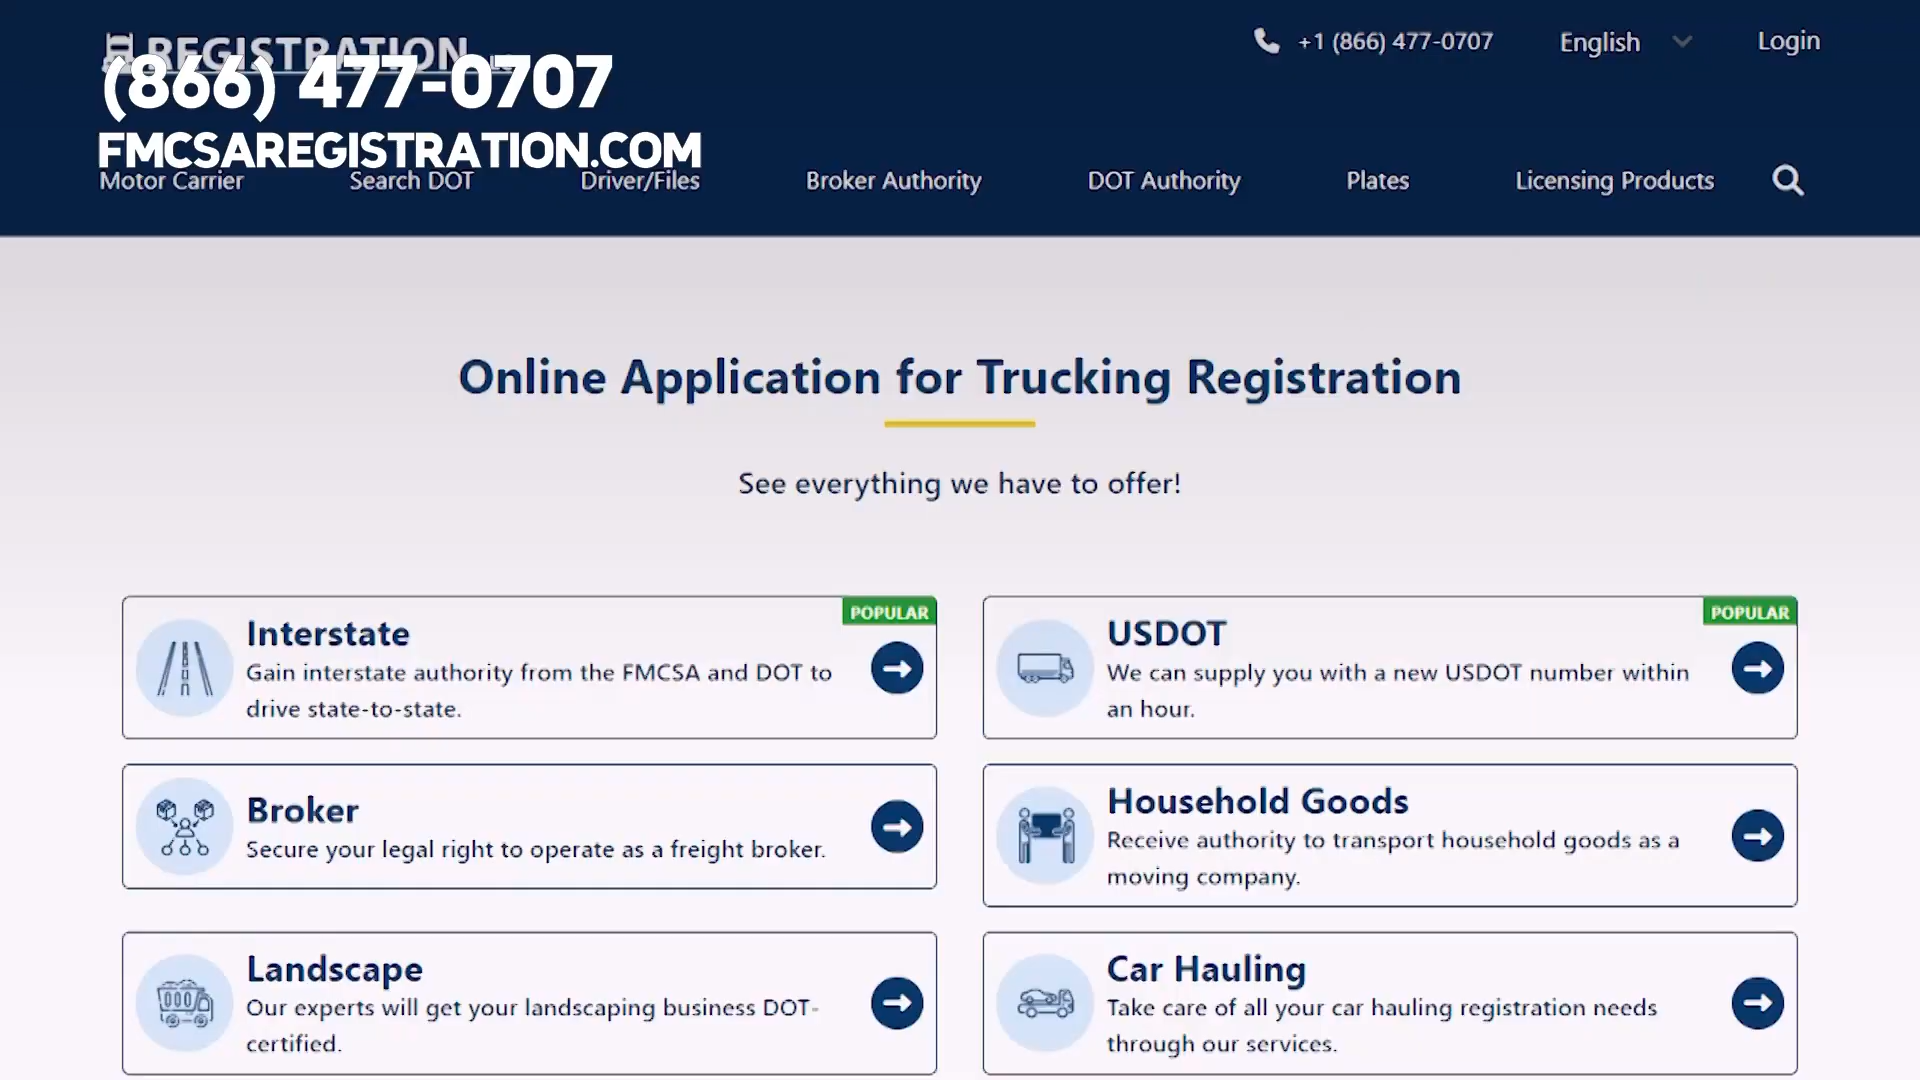 REGISTRATION
(866) 477-0707
FMCSAREGISTRATION.COM
+1 (866) 477-0707
English
Login
Motor Carrier
Search DOT
Driver/Files
Broker Authority
DOT Authority
Plates
Licensing Products
Online Application for Trucking Registration
See everything we have to offer!
POPULAR
Interstate
Gain interstate authority from the FMCSA and DOT to
drive state-to-state.
POPULAR
USDOT
We can supply you with a new USDOT number within
an hour.
Broker
Secure your legal right to operate as a freight broker.
Household Goods
Receive authority to transport household goods as a
moving company.
Landscape
Our experts will get your landscaping business DOT-
certified.
Car Hauling
Take care of all your car hauling registration needs
through our services.